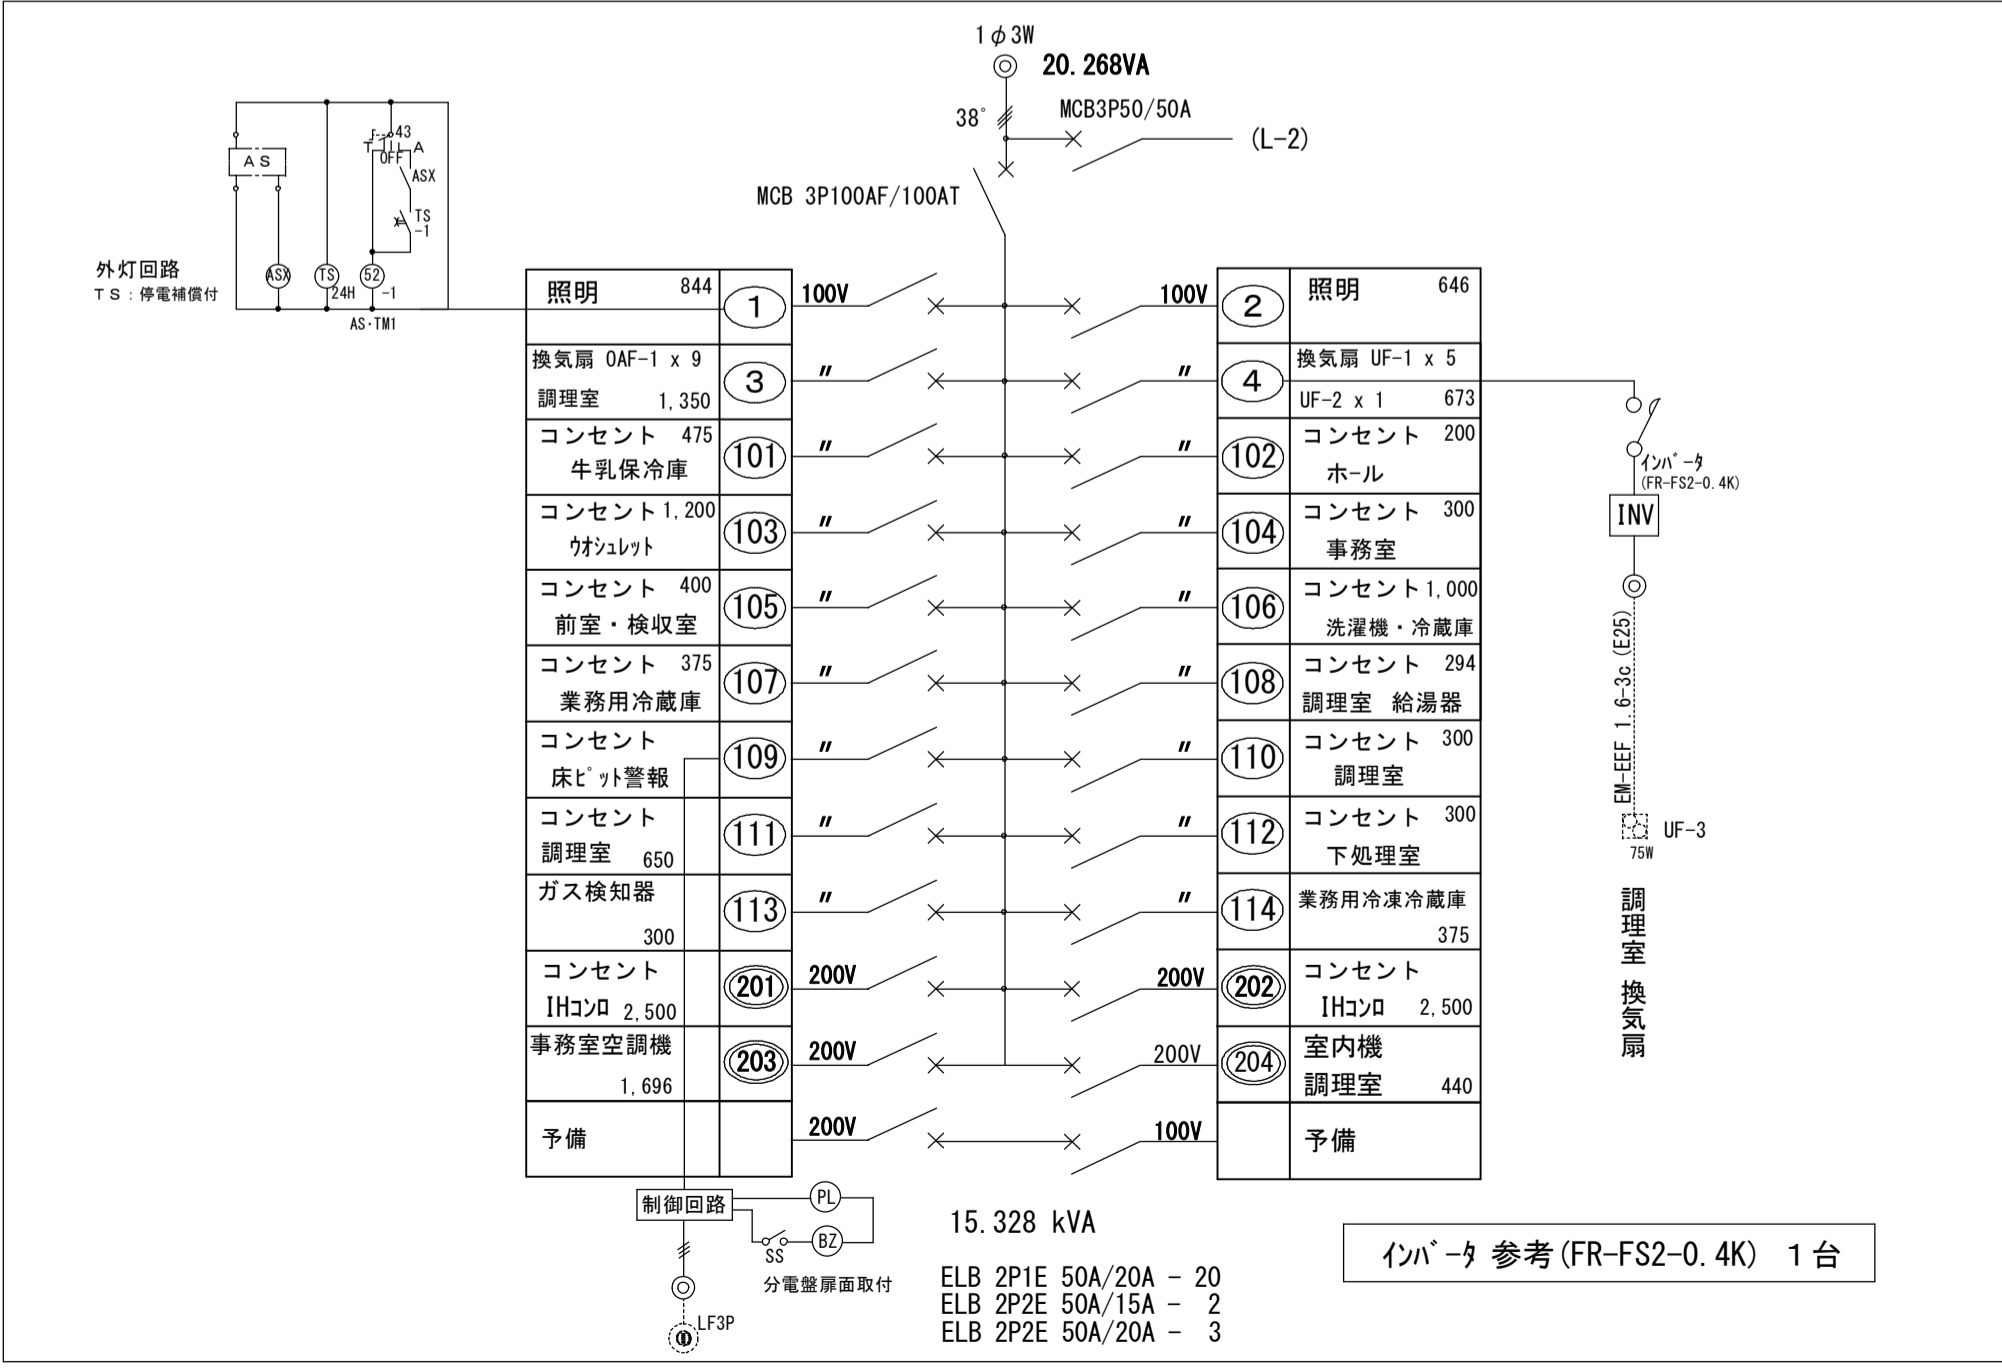 1φ3W
20.268VA
38°
MCB3P50/50A
(L-2)
MCB 3P100AF/100AT
43
T
A
OFF
AS
ASX
TS
-1
ASX
TS
52
24H
-1
AS・TM1
外灯回路
TS：停電補償付
照明 844
1
100V
100V
2
照明 646
換気扇 OAF-1 x 9
調理室 1,350
3
〃
〃
4
換気扇 UF-1 x 5
UF-2 x 1 673
コンセント 475
牛乳保冷庫
101
〃
〃
102
コンセント 200
ホール
コンセント 1,200
ウオシュレット
103
〃
〃
104
コンセント 300
事務室
コンセント 400
前室・検収室
105
〃
〃
106
コンセント 1,000
洗濯機・冷蔵庫
コンセント 375
業務用冷蔵庫
107
〃
〃
108
コンセント 294
調理室 給湯器
コンセント
床ピット警報
109
〃
〃
110
コンセント 300
調理室
コンセント
調理室 650
111
〃
〃
112
コンセント 300
下処理室
ガス検知器
300
113
〃
〃
114
業務用冷凍冷蔵庫
375
コンセント
IHコンロ 2,500
201
200V
200V
202
コンセント
IHコンロ 2,500
事務室空調機
1,696
203
200V
200V
204
室内機
調理室 440
予備
200V
100V
予備
インバータ
(FR-FS2-0.4K)
INV
EM-EEF 1.6-3c (E25)
UF-3
75W
調理室 換気扇
制御回路
PL
BZ
SS
分電盤扉面取付
LF3P
15.328 kVA
ELB 2P1E 50A/20A - 20
ELB 2P2E 50A/15A - 2
ELB 2P2E 50A/20A - 3
インバータ 参考(FR-FS2-0.4K) 1台